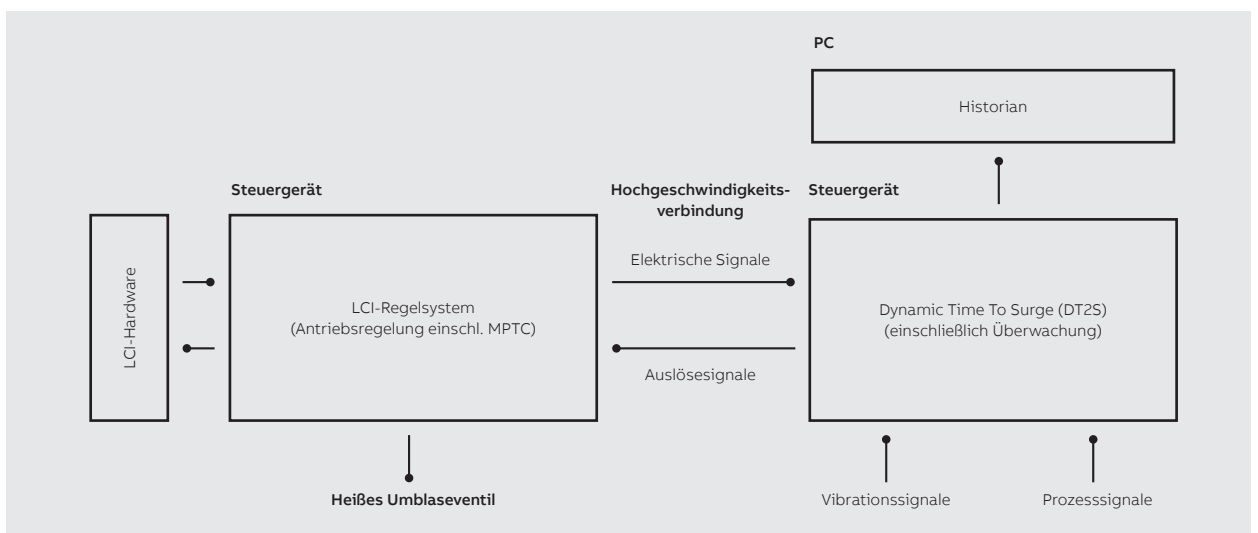 PC
Historian
Steuergerät
Hochgeschwindigkeits-
verbindung
Steuergerät
LCI-Hardware
LCI-Regelsystem
(Antriebsregelung einschl. MPTC)
Elektrische Signale
Auslösesignale
Dynamic Time To Surge (DT2S)
(einschließlich Überwachung)
Heißes Umblaseventil
Vibrationssignale
Prozesssignale